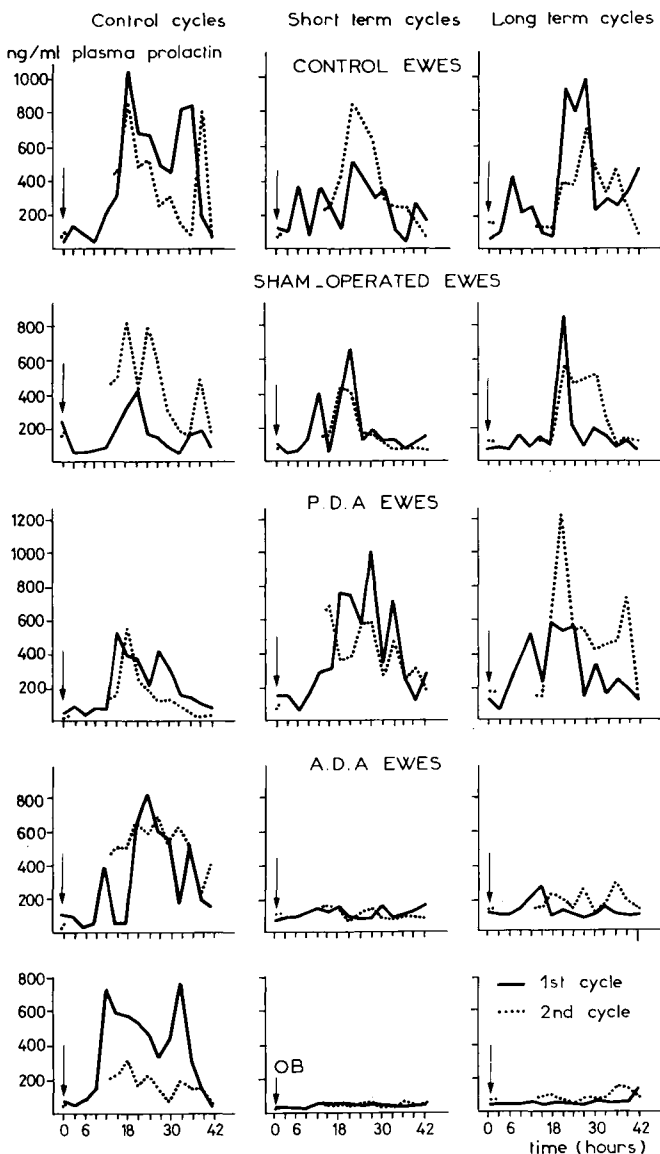 Control cycles Short term cycles Long term cycles
ng/ml plasma prolactin
CONTROL EWES
1000
800
600
400
200
SHAM_OPERATED EWES
800
600
400
200
P.D.A EWES
1200
1000
800
600
400
200
A.D.A EWES
800
600
400
200
800
600
400
200
OB
1st cycle
2nd cycle
0 6 18 30 42 0 6 18 30 42 0 6 18 30 42
time (hours)